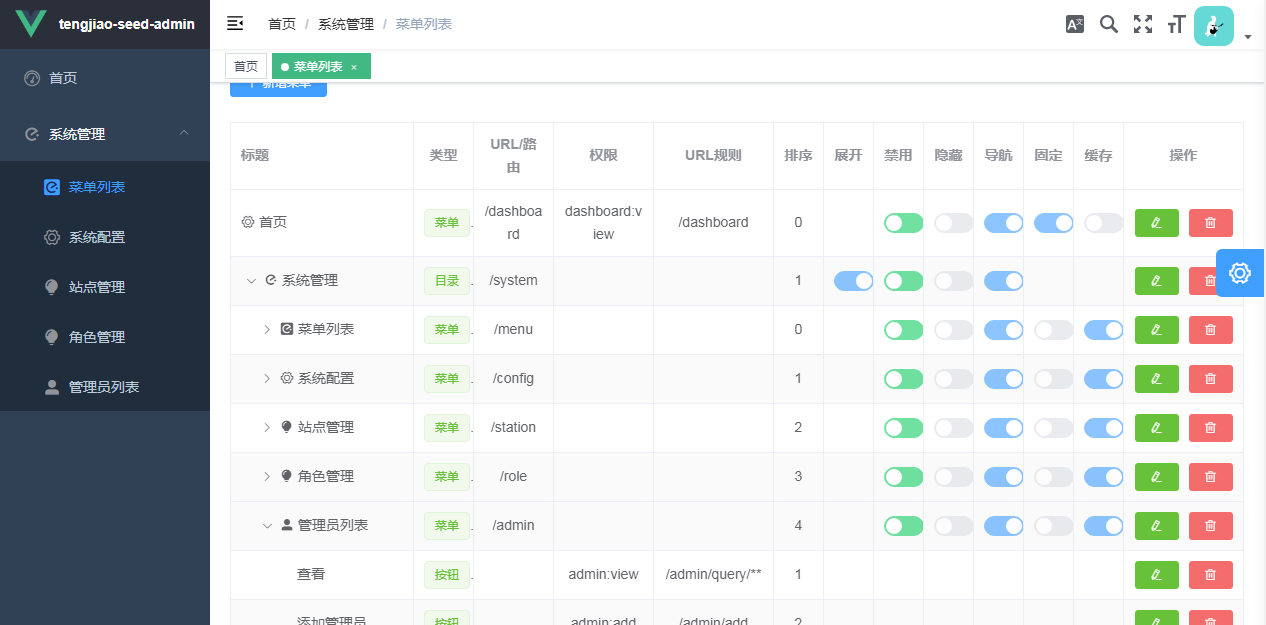 tengjiao-seed-admin
首页
系统管理
菜单列表
系统配置
站点管理
角色管理
管理员列表
首页 / 系统管理 / 菜单列表
首页 菜单列表 ×
新增菜单
标题 类型 URL/路由 权限 URL规则 排序 展开 禁用 隐藏 导航 固定 缓存 操作
首页 菜单 /dashboard dashboard:view /dashboard 0
系统管理 目录 /system 1
菜单列表 菜单 /menu 0
系统配置 菜单 /config 1
站点管理 菜单 /station 2
角色管理 菜单 /role 3
管理员列表 菜单 /admin 4
查看 按钮 admin:view /admin/query/** 1
添加管理员 按钮 admin:add /admin/add 2